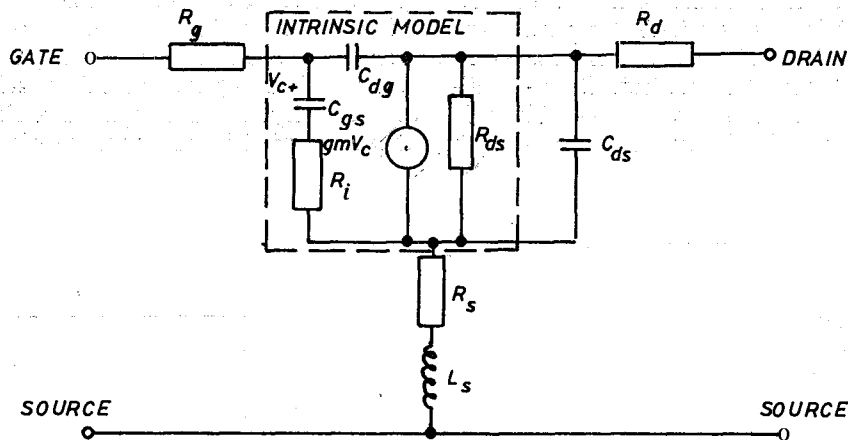 R_g
INTRINSIC MODEL
R_d
GATE
DRAIN
V_c+
C_dg
C_gs
gmV_c
R_ds
C_ds
R_i
R_s
L_s
SOURCE
SOURCE